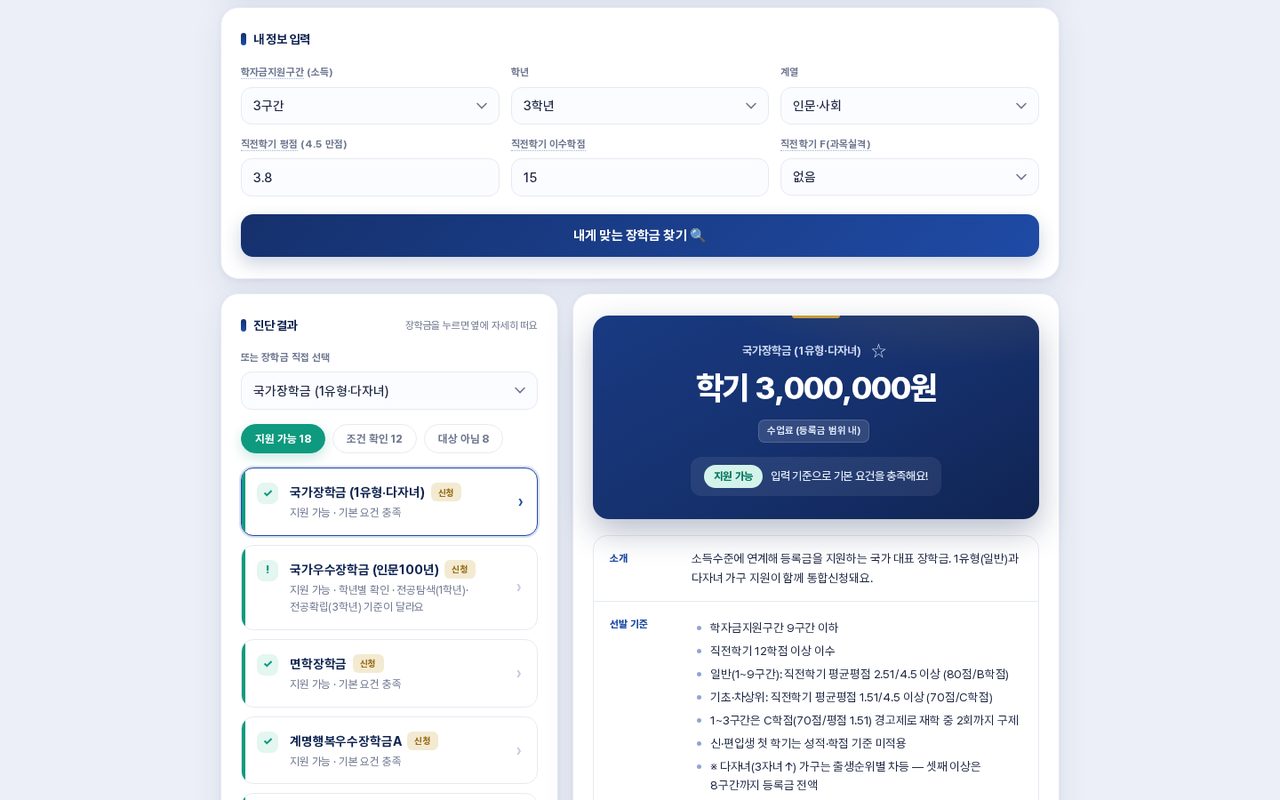 내 정보 입력
학자금지원구간 (소득)
학년
계열
3구간
3학년
인문·사회
직전학기 평점 (4.5 만점)
직전학기 이수학점
직전학기 F(과목실격)
3.8
15
없음
내게 맞는 장학금 찾기 🔍
진단 결과
장학금을 누르면 옆에 자세히 떠요
또는 장학금 직접 선택
국가장학금 (1유형·다자녀)
지원 가능 18
조건 확인 12
대상 아님 8
국가장학금 (1유형·다자녀) 신청
지원 가능 · 기본 요건 충족
국가우수장학금 (인문100년) 신청
지원 가능 · 학년별 확인 · 전공탐색(1학년)·
전공확립(3학년) 기준이 달라요
면학장학금 신청
지원 가능 · 기본 요건 충족
계명행복우수장학금A 신청
지원 가능 · 기본 요건 충족
국가장학금 (1유형·다자녀) ☆
학기 3,000,000원
수업료 (등록금 범위 내)
지원 가능 입력 기준으로 기본 요건을 충족해요!
소개
소득수준에 연계해 등록금을 지원하는 국가 대표 장학금. 1유형(일반)과
다자녀 가구 지원이 함께 통합신청돼요.
선발 기준
학자금지원구간 9구간 이하
직전학기 12학점 이상 이수
일반(1~9구간): 직전학기 평균평점 2.51/4.5 이상 (80점/B학점)
기초·차상위: 직전학기 평균평점 1.51/4.5 이상 (70점/C학점)
1~3구간은 C학점(70점/평점 1.51) 경고제로 재학 중 2회까지 구제
신·편입생 첫 학기는 성적·학점 기준 미적용
※ 다자녀(3자녀↑) 가구는 출생순위별 차등 — 셋째 이상은
8구간까지 등록금 전액